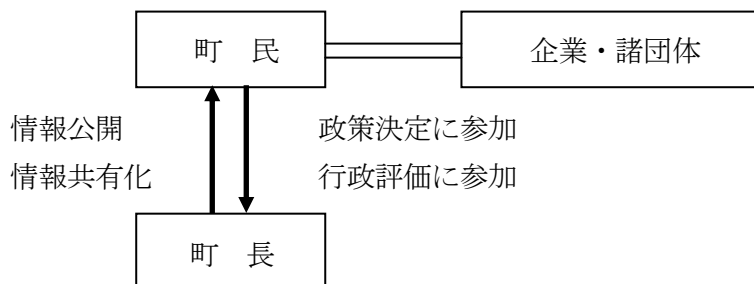 町　民
企業・諸団体
情報公開
政策決定に参加
情報共有化
行政評価に参加
町　長